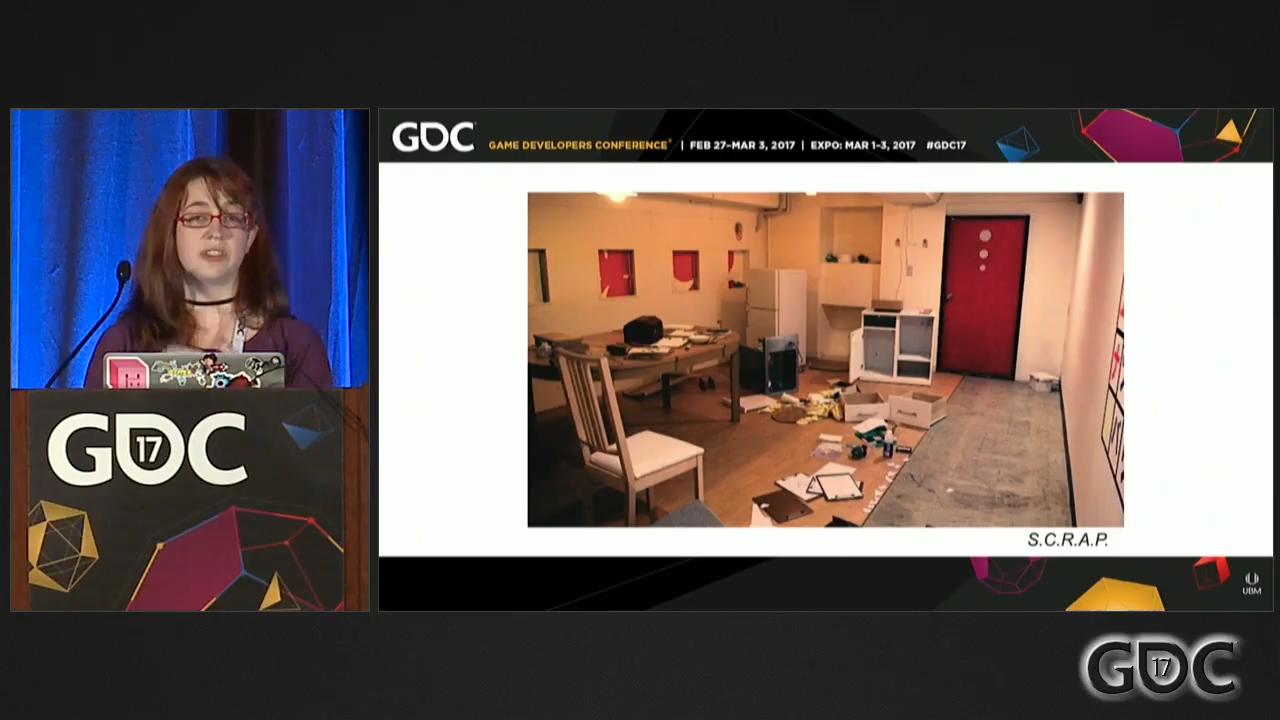 GDC
GAME DEVELOPERS CONFERENCE® | FEB 27–MAR 3, 2017 | EXPO: MAR 1–3, 2017 #GDC17
GDC
17
S.C.R.A.P.
UBM
GDC
17